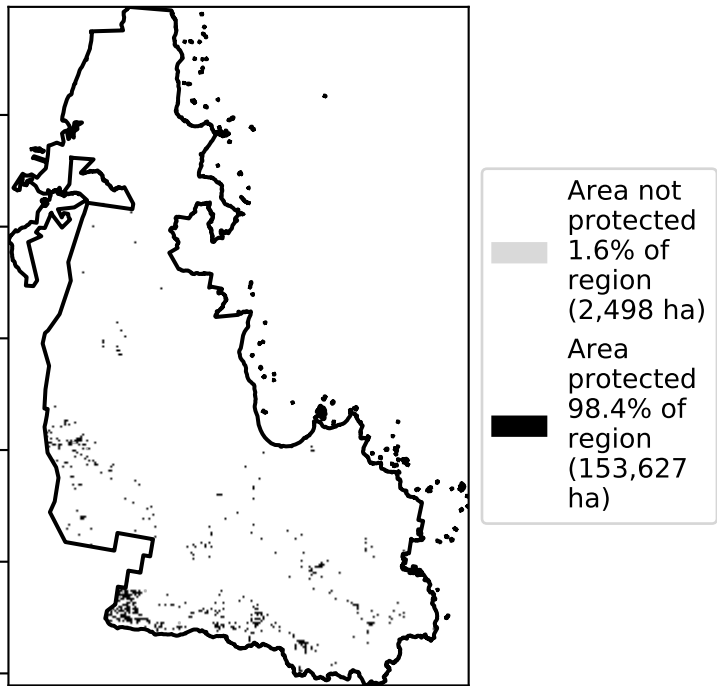 Area not
protected
1.6% of
region
(2,498 ha)
Area
protected
98.4% of
region
(153,627
ha)